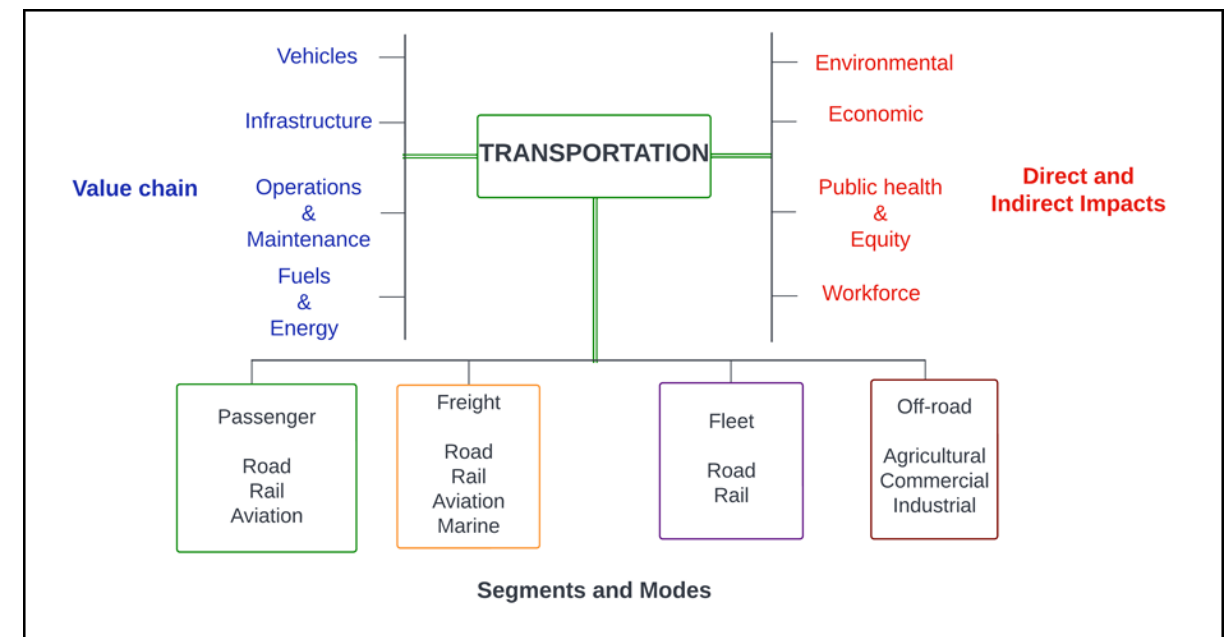 Vehicles
Infrastructure
Value chain
Operations
&
Maintenance
Fuels
&
Energy
TRANSPORTATION
Environmental
Economic
Public health
&
Equity
Workforce
Direct and
Indirect Impacts
Passenger
Road
Rail
Aviation
Freight
Road
Rail
Aviation
Marine
Fleet
Road
Rail
Off-road
Agricultural
Commercial
Industrial
Segments and Modes